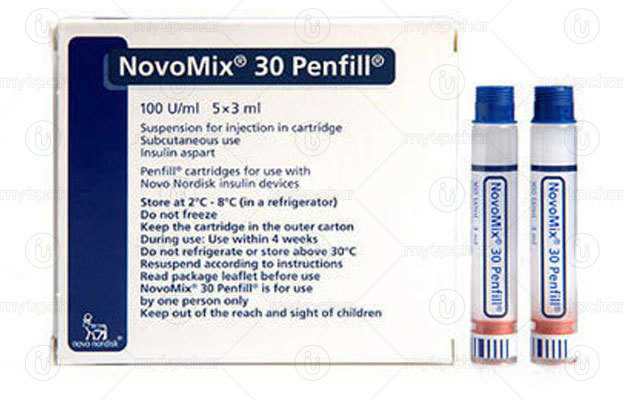 NovoMix® 30 Penfill®
100 U/ml 5×3 ml
Suspension for injection in cartridge
Subcutaneous use
Insulin aspart
Penfill® cartridges for use with
Novo Nordisk insulin devices
Store at 2°C - 8°C (in a refrigerator)
Do not freeze
Keep the cartridge in the outer carton
During use: Use within 4 weeks
Do not refrigerate or store above 30°C
Resuspend according to instructions
Read package leaflet before use
NovoMix® 30 Penfill® is for use
by one person only
Keep out of the reach and sight of children
novo nordisk®
NovoMix® 30 Penfill®
3 ml
NovoMix® 30 Penfill®
3 ml